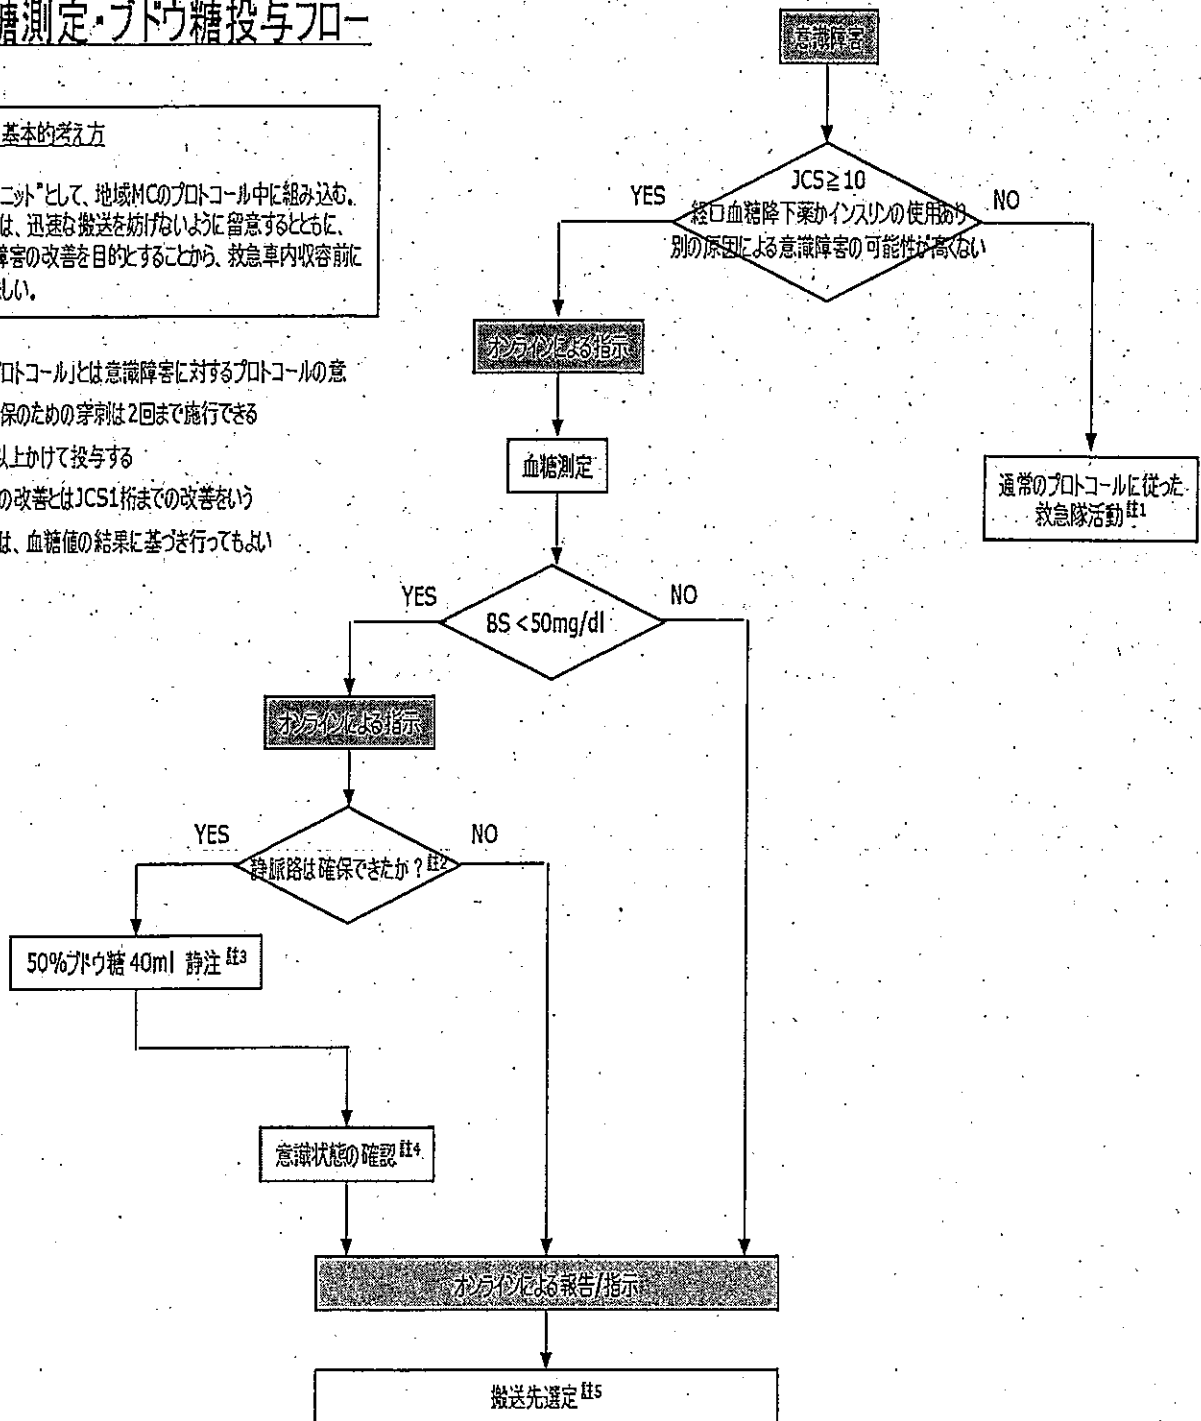 糖測定・ブドウ糖投与フロー
基本的考え方
ニット"として、地域MCのプロトコール中に組み込む。
は、迅速な搬送を妨げないように留意するとともに、
障害の改善を目的とすることから、救急車内収容前に
しい。
プロトコール」とは意識障害に対するプロトコールの意
保のための穿刺は2回まで施行できる
以上かけて投与する
の改善とはJCS1桁までの改善をいう
は、血糖値の結果に基づき行ってもよい
意識障害
JCS≧10
経口血糖降下薬かインスリンの使用あり
別の原因による意識障害の可能性が高くない
YES
NO
オンラインによる指示
血糖測定
通常のプロトコールに従った
救急隊活動註1
BS<50mg/dl
YES
NO
オンラインによる指示
静脈路は確保できたか?註2
YES
NO
50%ブドウ糖 40ml 静注 註3
意識状態の確認註4
オンラインによる報告/指示
搬送先選定註5